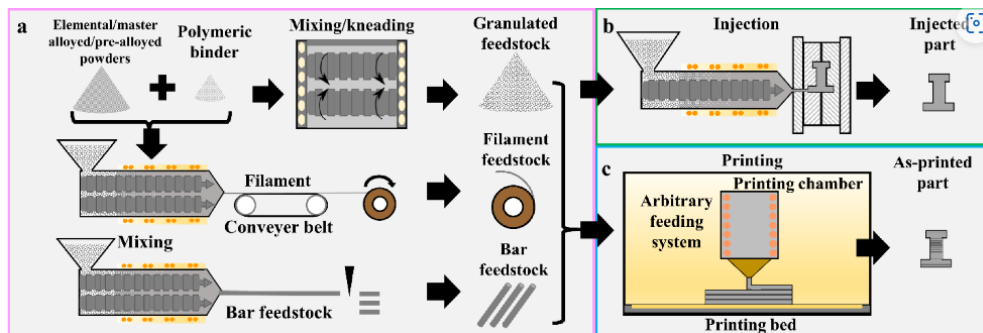 a
Elemental/master
alloyed/pre-alloyed
powders
Polymeric
binder
Mixing/kneading
Granulated
feedstock
Filament
Conveyer belt
Filament
feedstock
Mixing
Bar feedstock
Bar
feedstock
b
Injection
Injected
part
c
Printing
Printing chamber
Arbitrary
feeding
system
Printing bed
As-printed
part